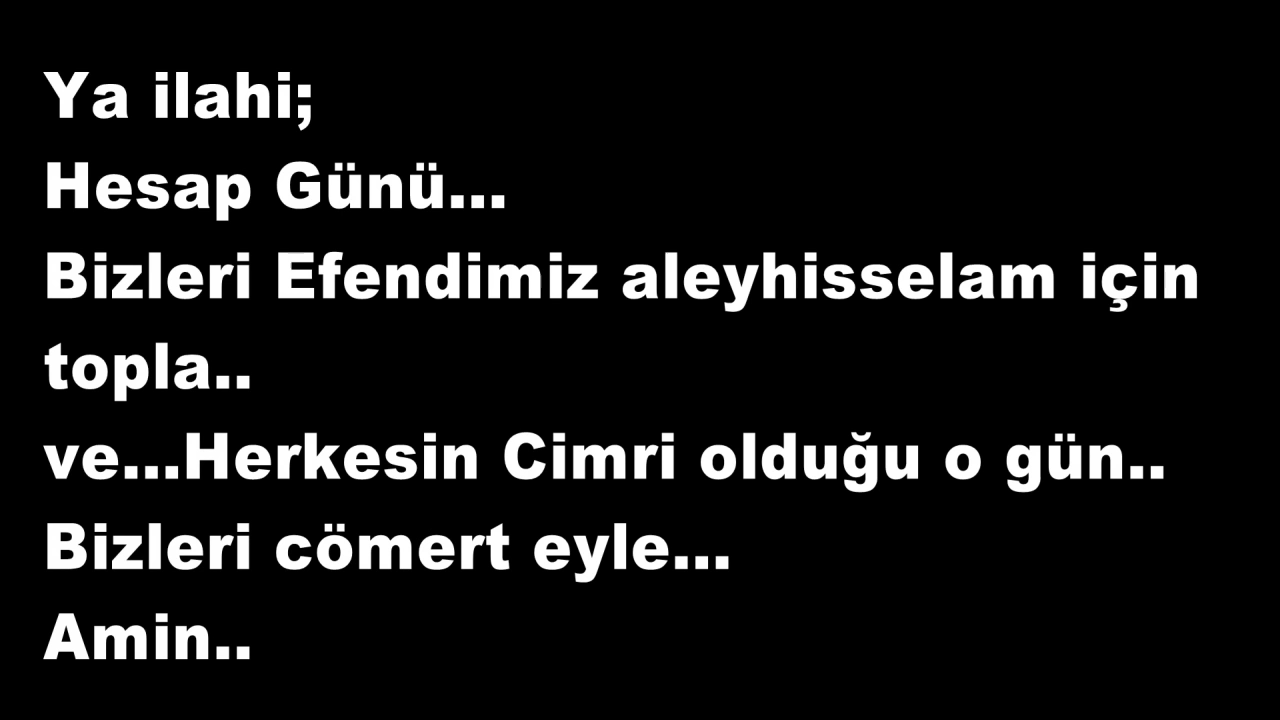 Ya ilahi;
Hesap Günü...
Bizleri Efendimiz aleyhisselam için
topla..
ve...Herkesin Cimri olduğu o gün..
Bizleri cömert eyle...
Amin..